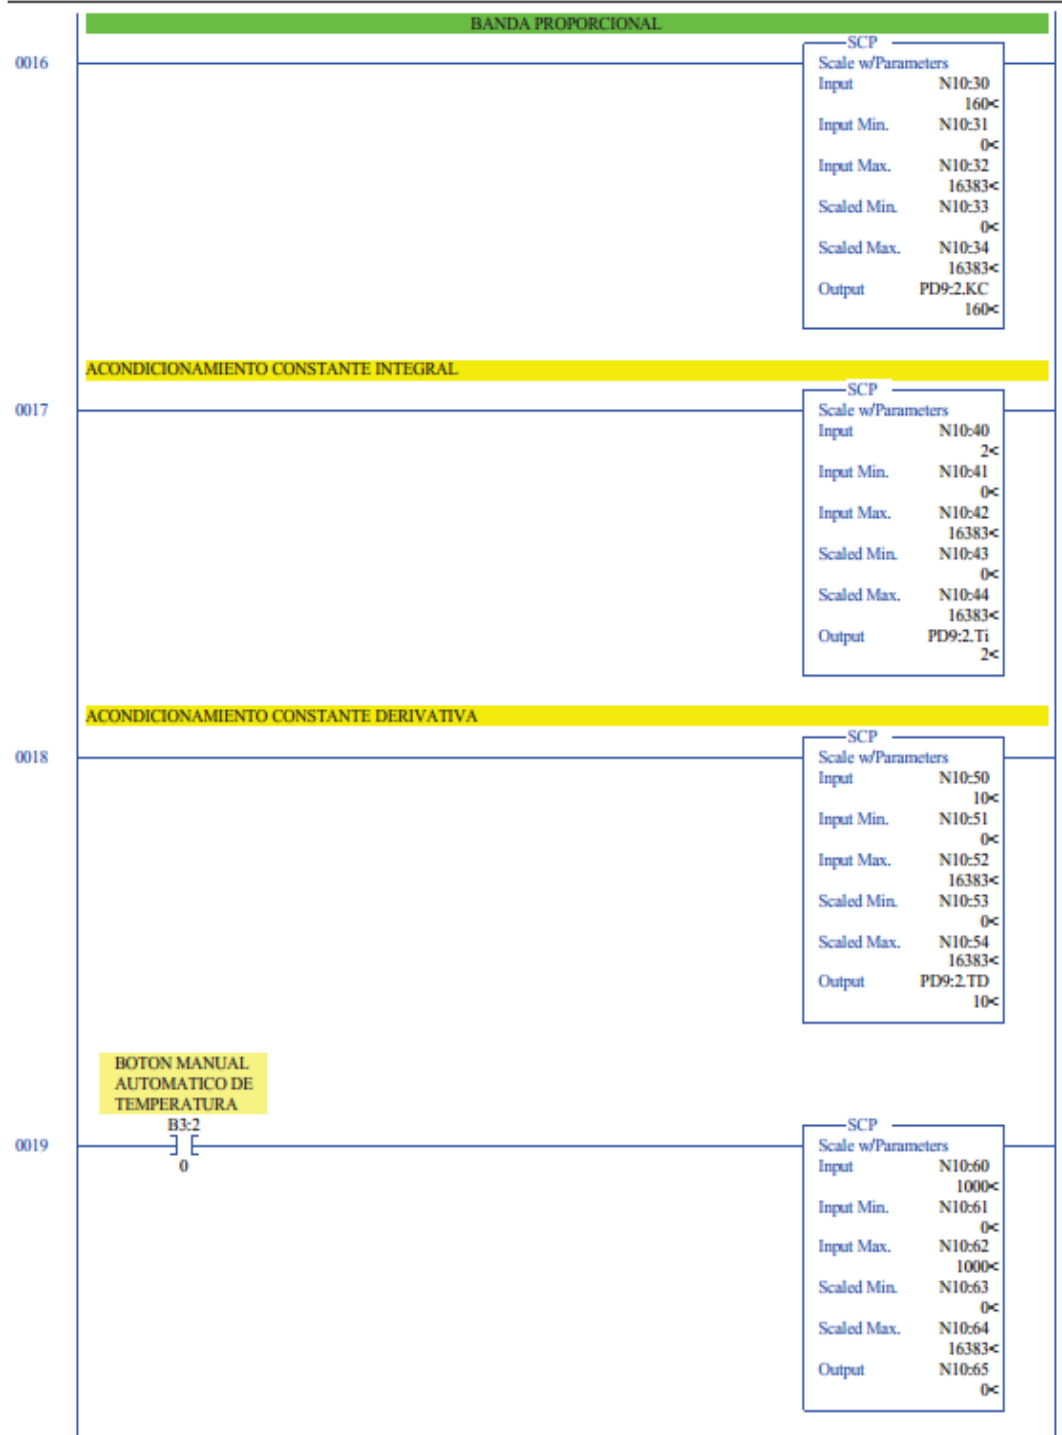 BANDA PROPORCIONAL
0016
SCP
Scale w/Parameters
Input N10:30
160<
Input Min. N10:31
0<
Input Max. N10:32
16383<
Scaled Min. N10:33
0<
Scaled Max. N10:34
16383<
Output PD9:2.KC
160<
ACONDICIONAMIENTO CONSTANTE INTEGRAL
0017
SCP
Scale w/Parameters
Input N10:40
2<
Input Min. N10:41
0<
Input Max. N10:42
16383<
Scaled Min. N10:43
0<
Scaled Max. N10:44
16383<
Output PD9:2.Ti
2<
ACONDICIONAMIENTO CONSTANTE DERIVATIVA
0018
SCP
Scale w/Parameters
Input N10:50
10<
Input Min. N10:51
0<
Input Max. N10:52
16383<
Scaled Min. N10:53
0<
Scaled Max. N10:54
16383<
Output PD9:2.TD
10<
BOTON MANUAL
AUTOMATICO DE
TEMPERATURA
B3:2
0019
0
SCP
Scale w/Parameters
Input N10:60
1000<
Input Min. N10:61
0<
Input Max. N10:62
1000<
Scaled Min. N10:63
0<
Scaled Max. N10:64
16383<
Output N10:65
0<